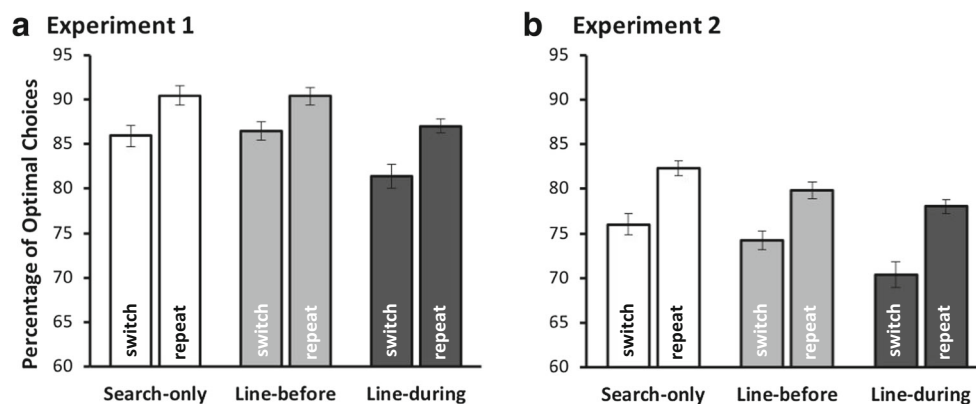 a Experiment 1
Percentage of Optimal Choices
95
90
85
80
75
70
65
60
switch
repeat
switch
repeat
switch
repeat
Search-only
Line-before
Line-during
b Experiment 2
95
90
85
80
75
70
65
60
switch
repeat
switch
repeat
switch
repeat
Search-only
Line-before
Line-during